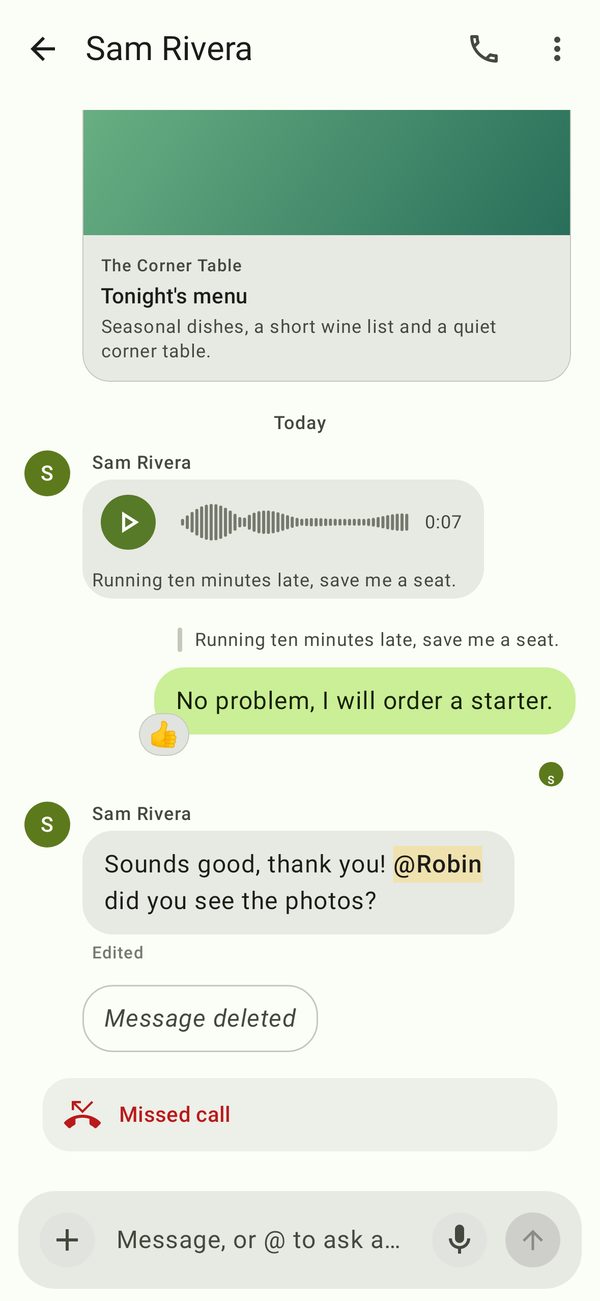 Sam Rivera
The Corner Table
Tonight's menu
Seasonal dishes, a short wine list and a quiet
corner table.
Today
S
Sam Rivera
0:07
Running ten minutes late, save me a seat.
Running ten minutes late, save me a seat.
No problem, I will order a starter.
S
S
Sam Rivera
Sounds good, thank you! @Robin
did you see the photos?
Edited
Message deleted
Missed call
Message, or @ to ask a…